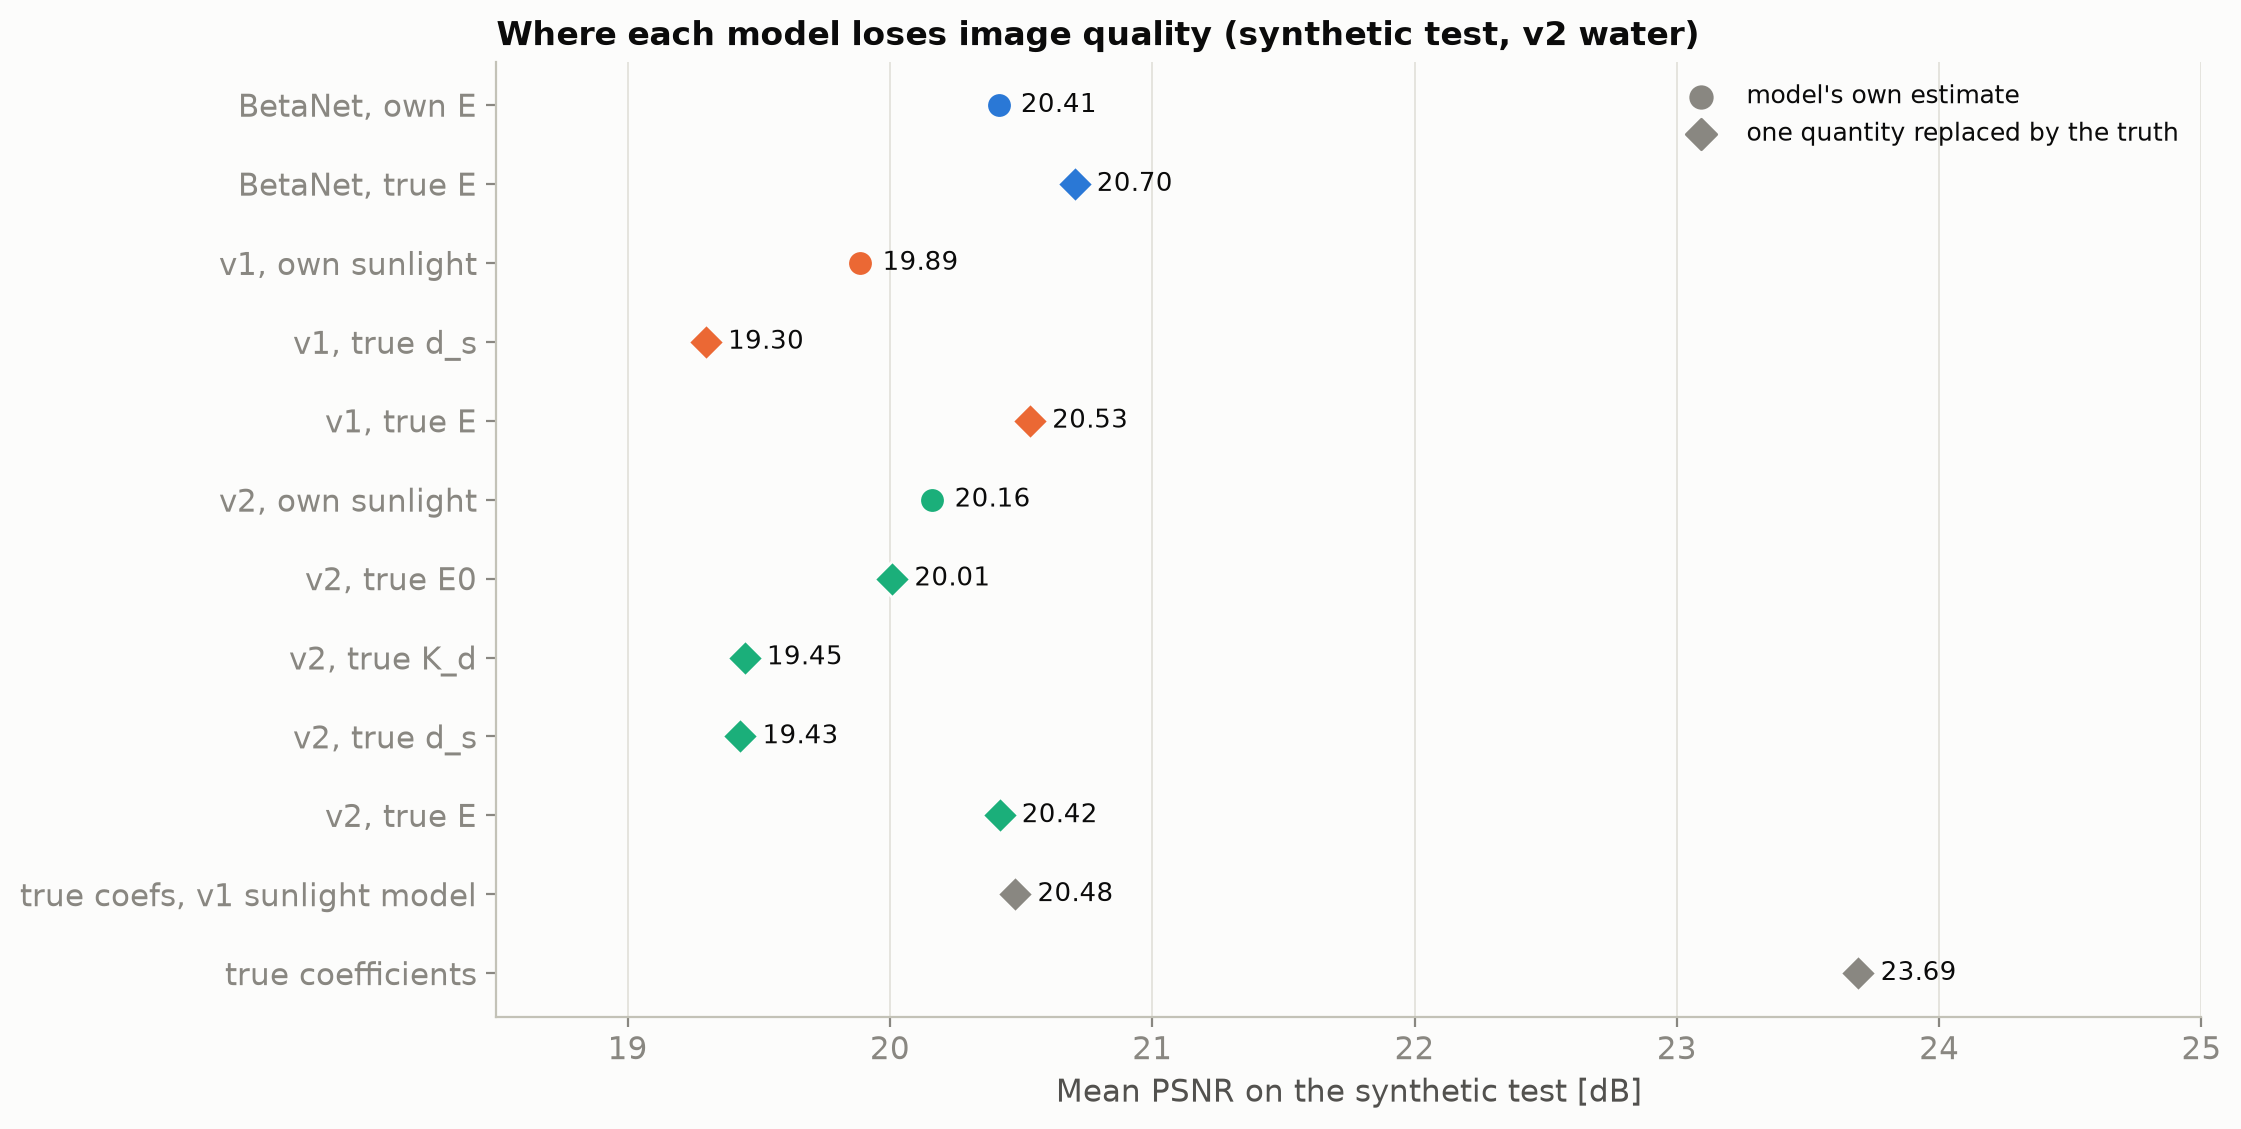 Where each model loses image quality (synthetic test, v2 water)
model's own estimate
one quantity replaced by the truth
BetaNet, own E 20.41
BetaNet, true E 20.70
v1, own sunlight 19.89
v1, true d_s 19.30
v1, true E 20.53
v2, own sunlight 20.16
v2, true E0 20.01
v2, true K_d 19.45
v2, true d_s 19.43
v2, true E 20.42
true coefs, v1 sunlight model 20.48
true coefficients 23.69
19 20 21 22 23 24 25
Mean PSNR on the synthetic test [dB]